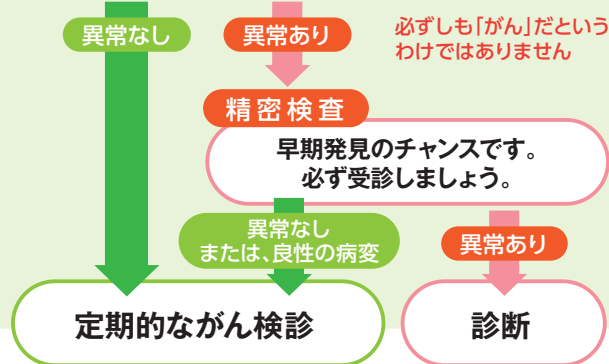 異常なし
異常あり
必ずしも「がん」だという
わけではありません
精密検査
早期発見のチャンスです。
必ず受診しましょう。
異常なし
または、良性の病変
異常あり
定期的ながん検診
診断